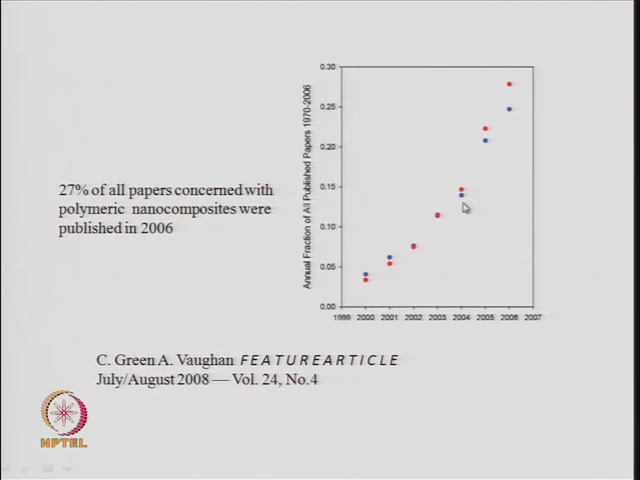 27% of all papers concerned with
polymeric nanocomposites were
published in 2006
Annual Fraction of All Published Papers 1970-2006
0.30
0.25
0.20
0.15
0.10
0.05
0.00
1999 2000 2001 2002 2003 2004 2005 2006 2007
C. Green A. Vaughan FEATUREARTICLE
July/August 2008 — Vol. 24, No.4
NPTEL